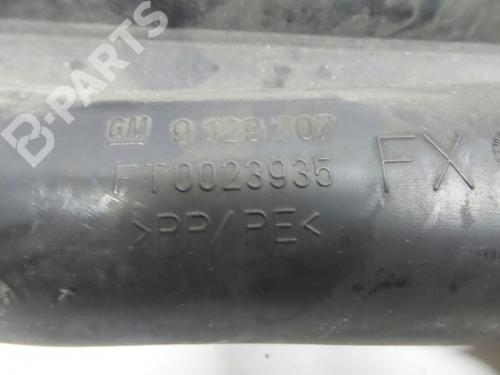 B-PARTS
GM 9 129 707
FT0023935
FX
>PP/PE<